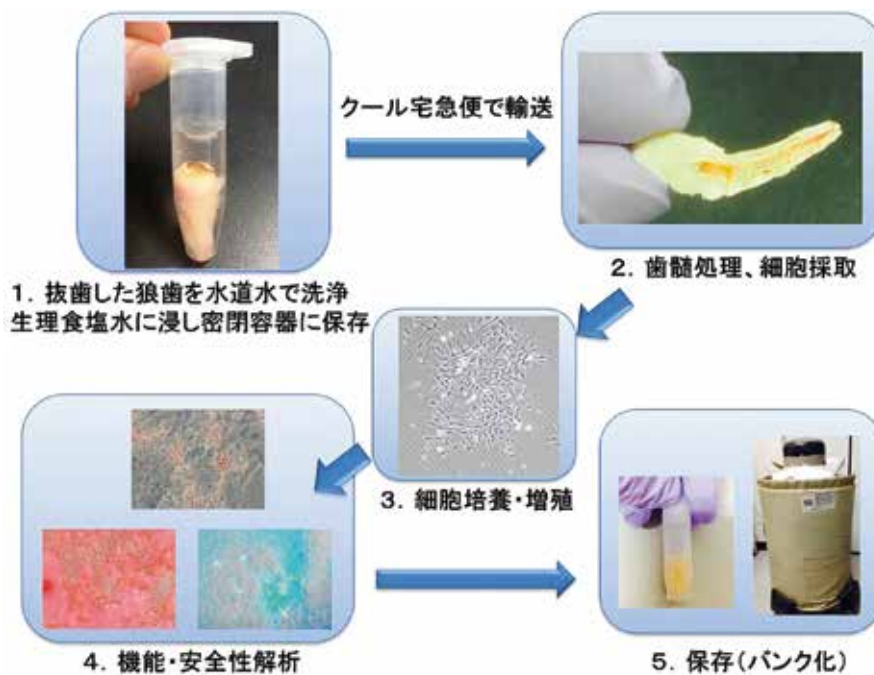 クール宅急便で輸送
1. 抜歯した狼歯を水道水で洗浄
生理食塩水に浸し密閉容器に保存
2. 歯髄処理、細胞採取
3. 細胞培養・増殖
4. 機能・安全性解析
5. 保存(バンク化)